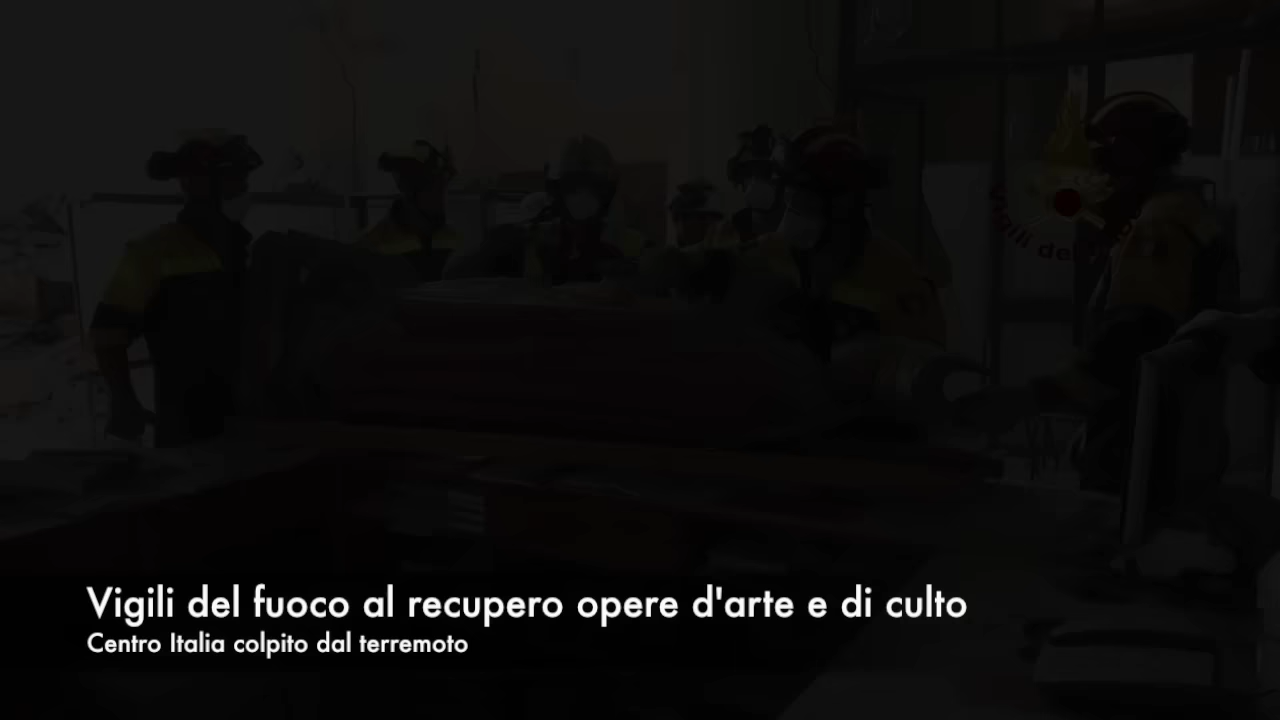 Vigili del fuoco al recupero opere d'arte e di culto
Centro Italia colpito dal terremoto